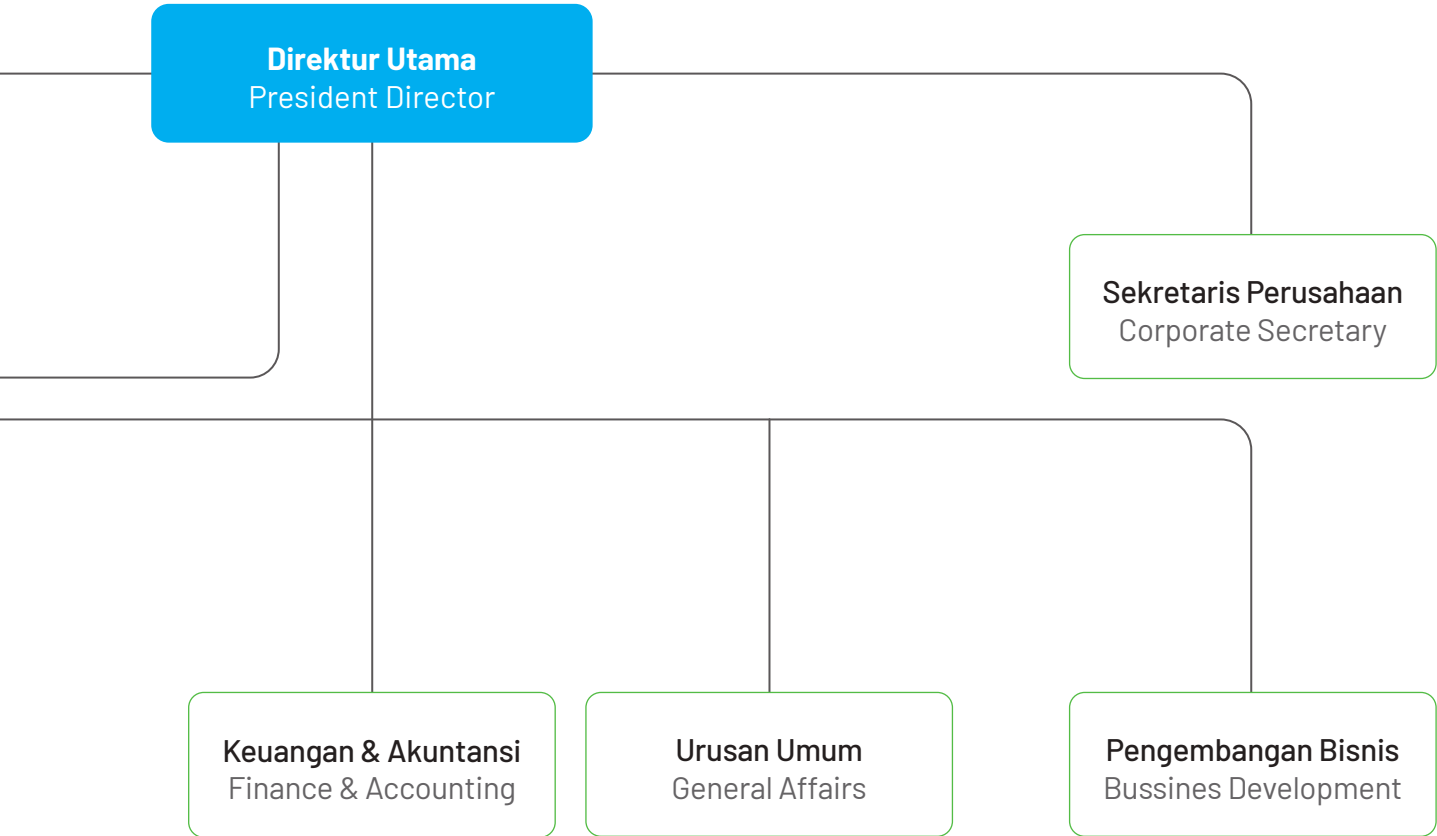 Direktur Utama
President Director
Sekretaris Perusahaan
Corporate Secretary
Keuangan & Akuntansi
Finance & Accounting
Urusan Umum
General Affairs
Pengembangan Bisnis
Bussines Development